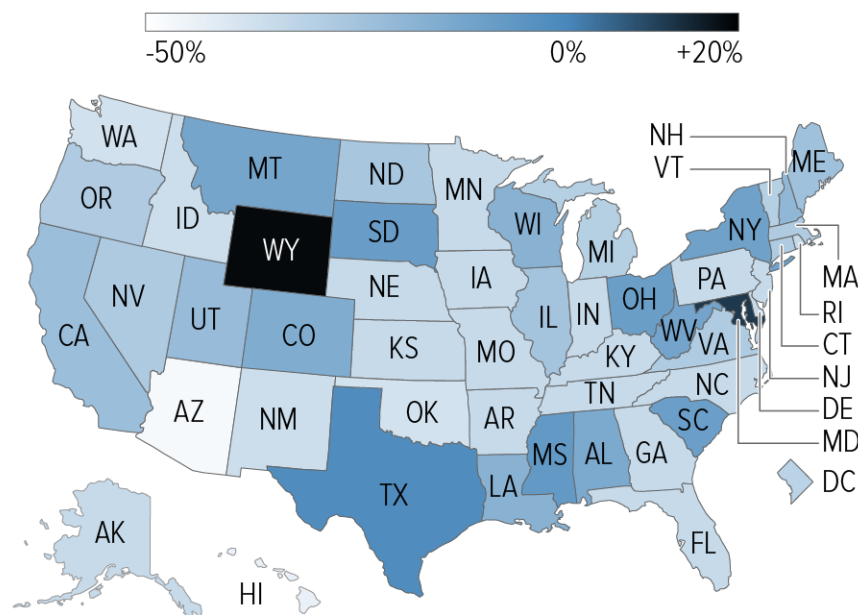 -50% 0% +20%
WA
MT
ND
MN
NH
VT
ME
OR
ID
WY
SD
WI
MI
NY
MA
NV
NE
IA
PA
RI
CA
UT
CO
IL
IN
OH
WV
VA
CT
KS
MO
KY
NJ
AZ
NM
OK
AR
TN
NC
DE
SC
MD
MS
AL
GA
DC
TX
LA
AK
FL
HI